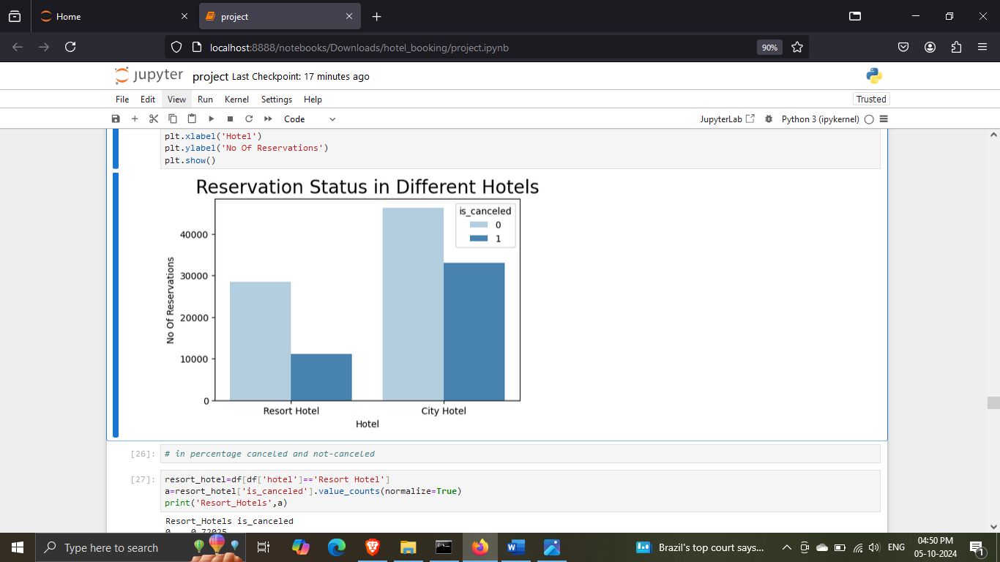 Home
project
localhost:8888/notebooks/Downloads/hotel_booking/project.ipynb
90%
jupyter project Last Checkpoint: 17 minutes ago
File Edit View Run Kernel Settings Help
Trusted
Code
JupyterLab
Python 3 (ipykernel)
plt.xlabel('Hotel')
plt.ylabel('No Of Reservations')
plt.show()
Reservation Status in Different Hotels
is_canceled
0
1
40000
30000
20000
10000
0
No Of Reservations
Resort Hotel
City Hotel
Hotel
[26]: # in percentage canceled and not-canceled
[27]: resort_hotel=df[df['hotel']=='Resort Hotel']
a=resort_hotel['is_canceled'].value_counts(normalize=True)
print('Resort_Hotels',a)
Resort_Hotels is_canceled
0 0.72025
Type here to search
Brazil's top court says...
ENG
04:50 PM
05-10-2024
1